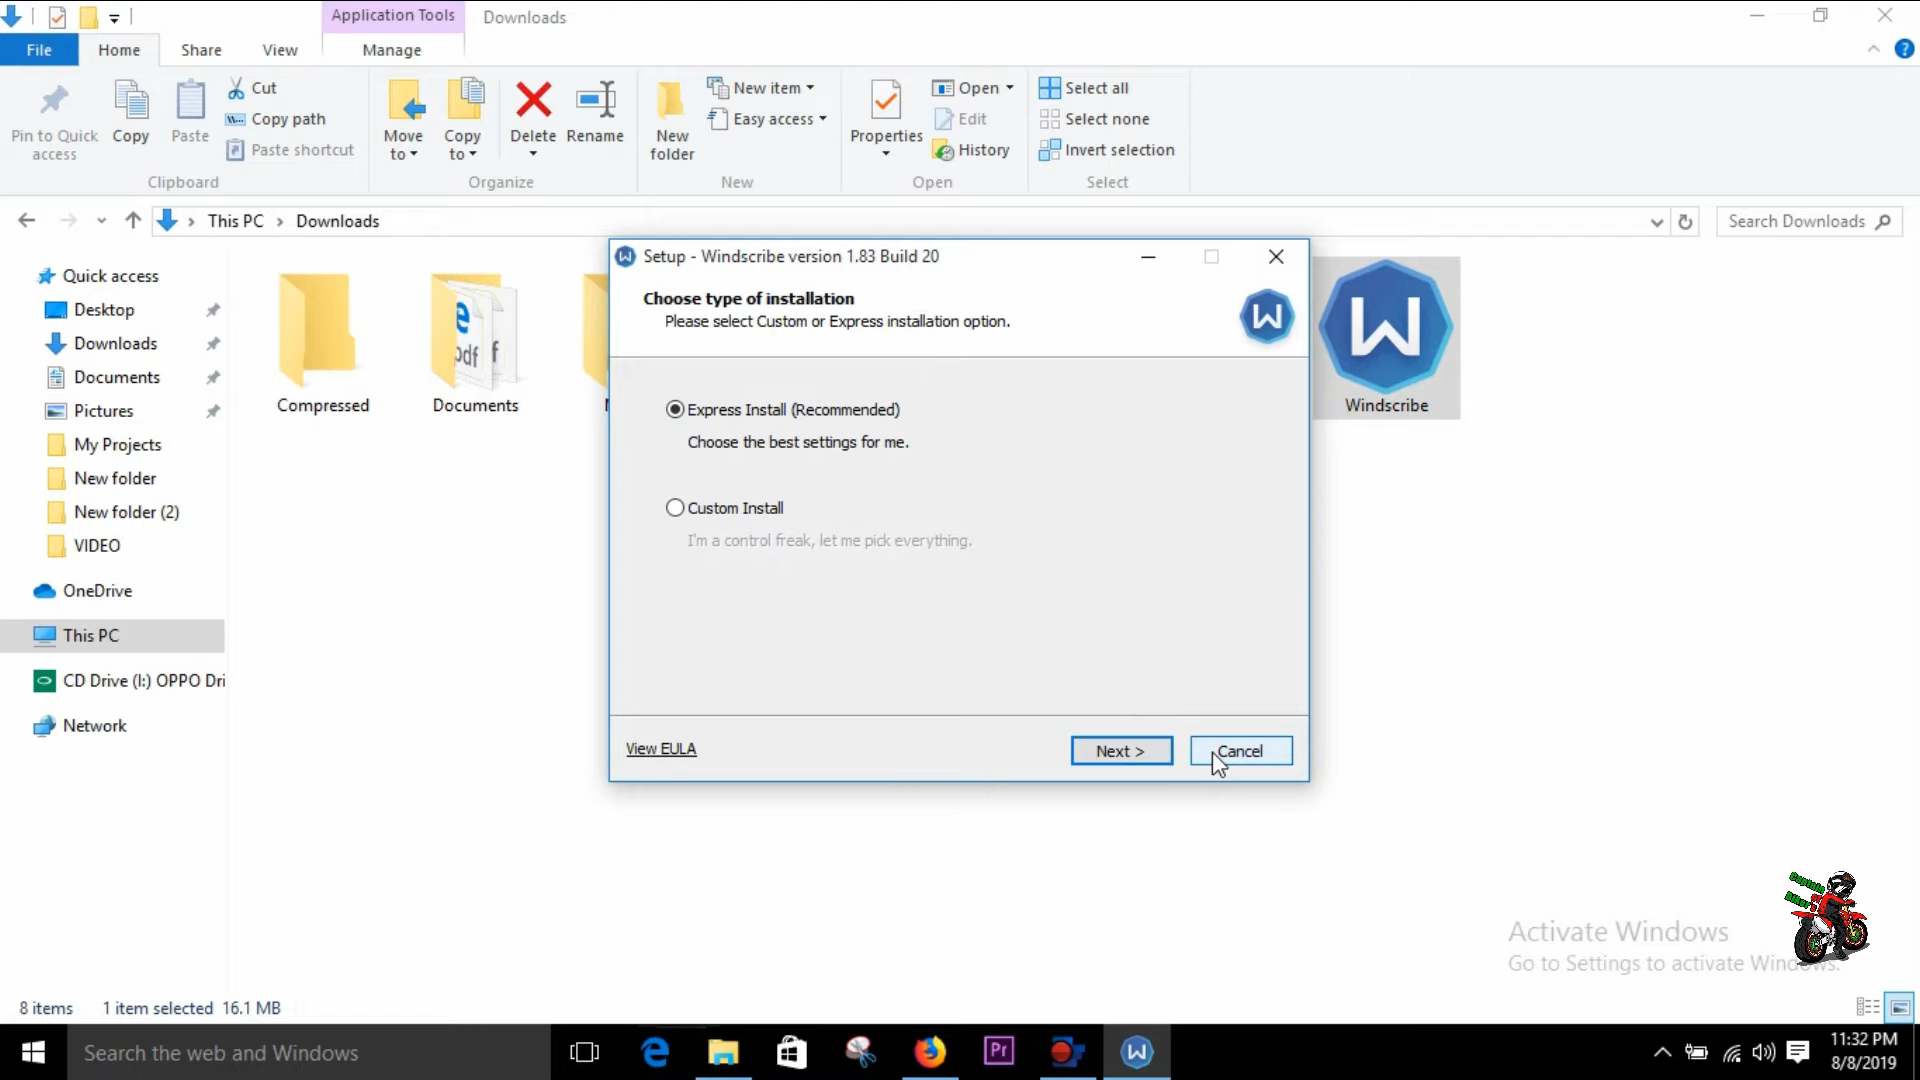 Application Tools
Downloads
File
Home
Share
View
Manage
Pin to Quick access
Copy
Paste
Cut
Copy path
Paste shortcut
Clipboard
Move to
Copy to
Delete
Rename
Organize
New folder
New item
Easy access
New
Properties
Open
Edit
History
Open
Select all
Select none
Invert selection
Select
This PC > Downloads
Search Downloads
Quick access
Desktop
Downloads
Documents
Pictures
My Projects
New folder
New folder (2)
VIDEO
OneDrive
This PC
CD Drive (I:) OPPO Dri
Network
Compressed
Documents
Windscribe
Setup - Windscribe version 1.83 Build 20
Choose type of installation
Please select Custom or Express installation option.
Express Install (Recommended)
Choose the best settings for me.
Custom Install
I'm a control freak, let me pick everything.
View EULA
Next >
Cancel
Captain
Biker
Activate Windows
Go to Settings to activate Windows.
8 items
1 item selected 16.1 MB
Search the web and Windows
Pr
11:32 PM
8/8/2019